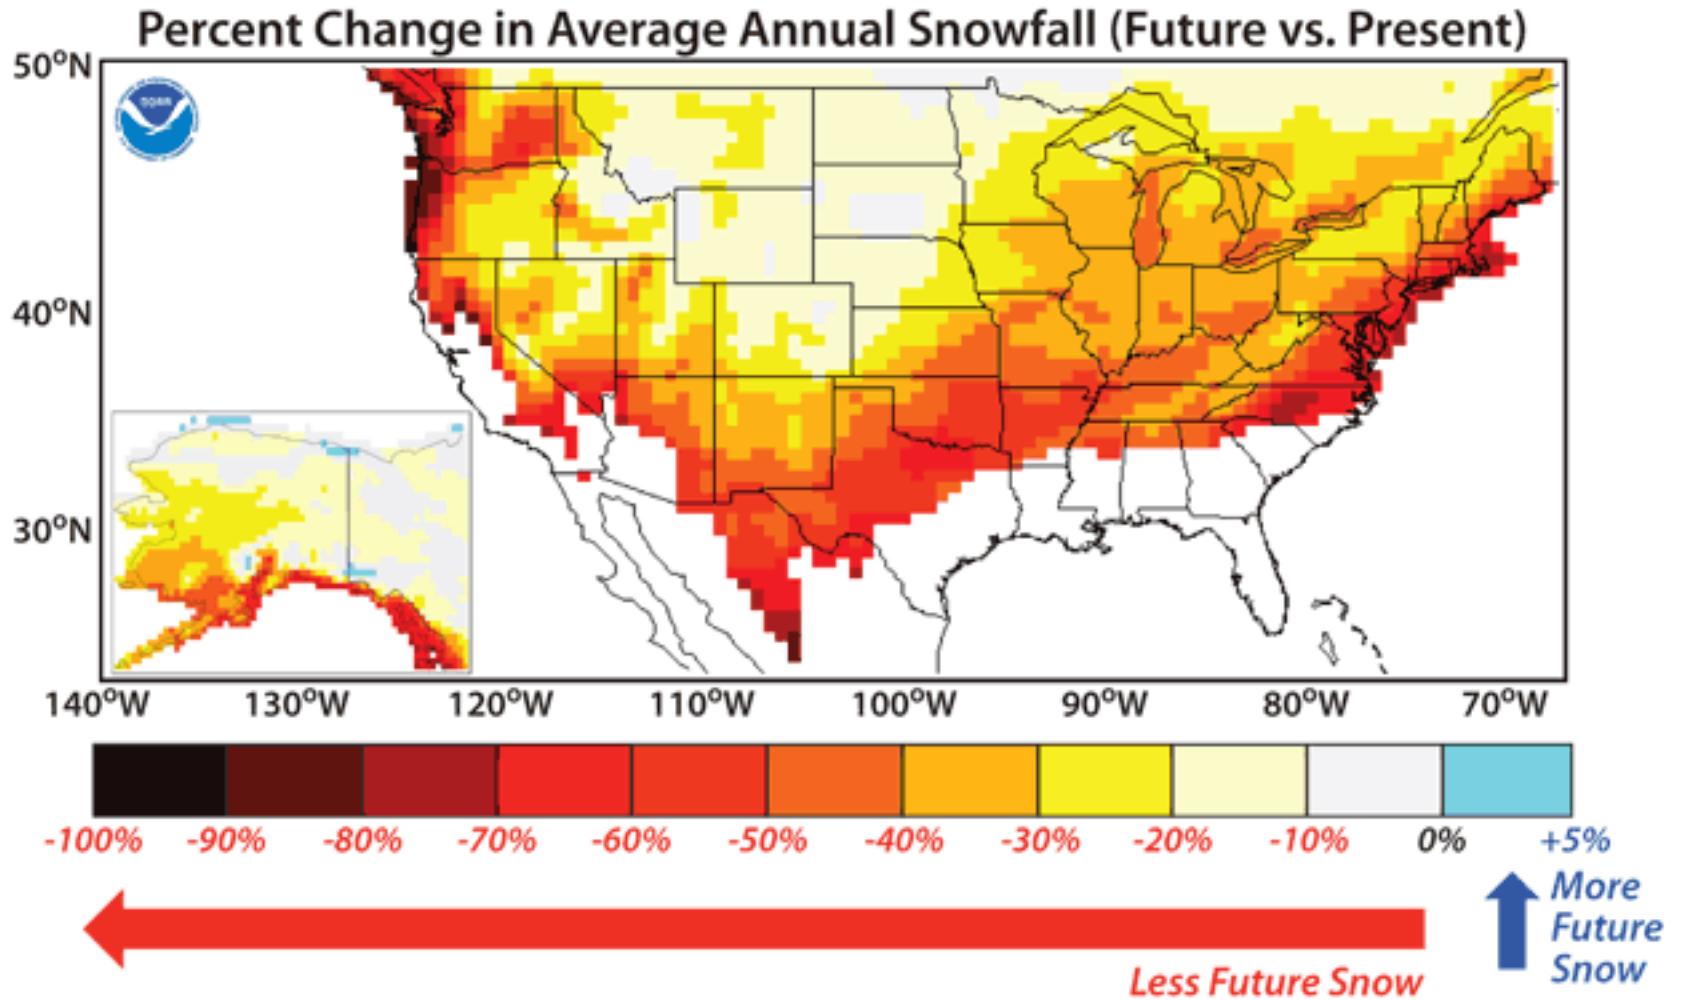 Percent Change in Average Annual Snowfall (Future vs. Present)
50°N
NOAA
40°N
30°N
140°W 130°W 120°W 110°W 100°W 90°W 80°W 70°W
-100% -90% -80% -70% -60% -50% -40% -30% -20% -10% 0% +5%
More
Future
Snow
Less Future Snow